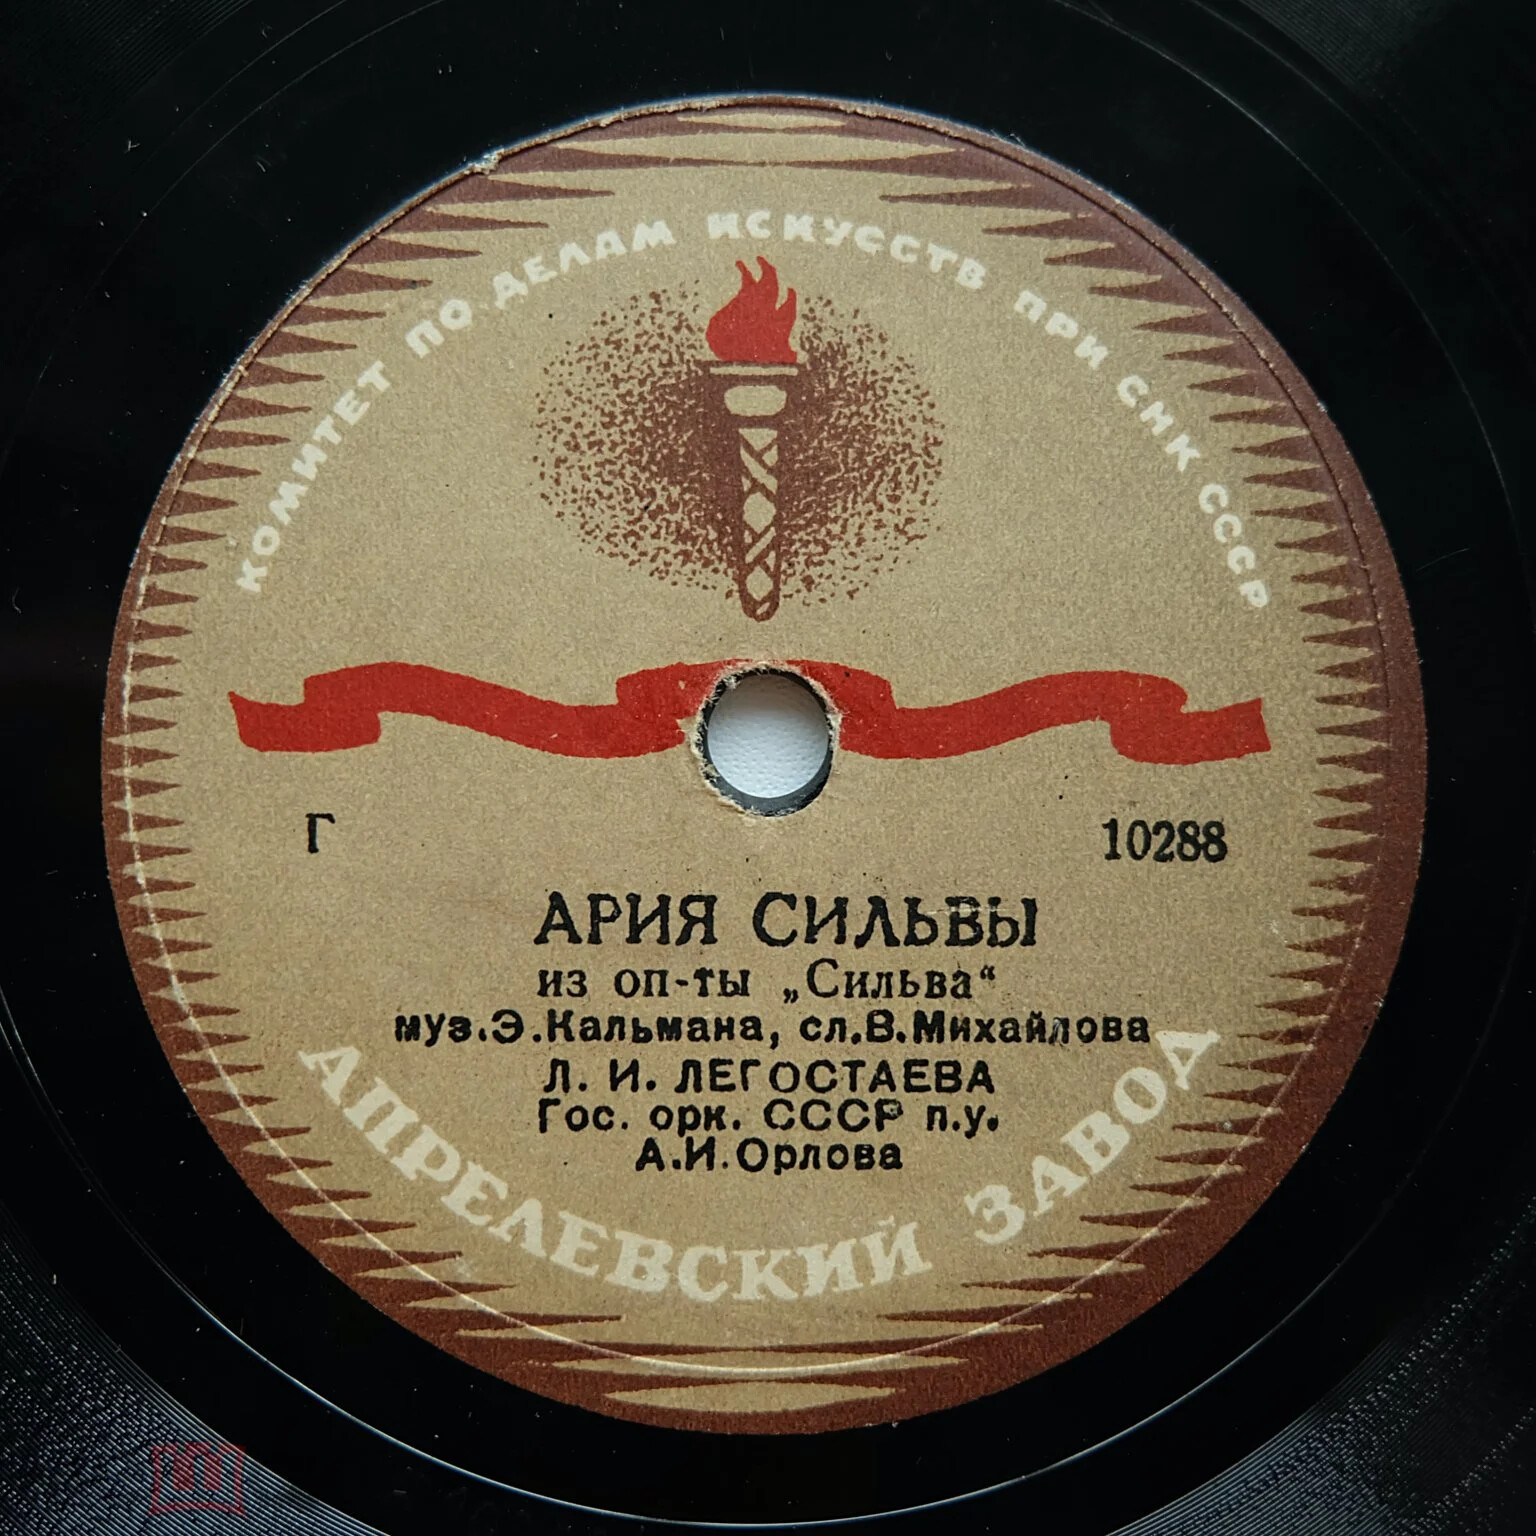 КОМИТЕТ ПО ДЕЛАМ ИСКУССТВ ПРИ СНК СССР
Г 10288
АРИЯ СИЛЬВЫ
из оп-ты „Сильва“
муз.Э.Кальмана, сл.В.Михайлова
Л. И. ЛЕГОСТАЕВА
Гос. орк. СССР п.у.
А.И.Орлова
АПРЕЛЕВСКИЙ ЗАВОД